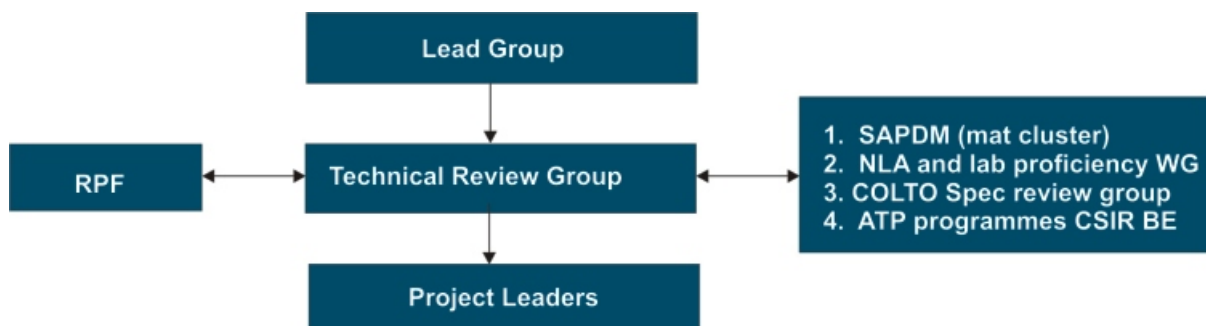 Lead Group
RPF
Technical Review Group
1. SAPDM (mat cluster)
2. NLA and lab proficiency WG
3. COLTO Spec review group
4. ATP programmes CSIR BE
Project Leaders